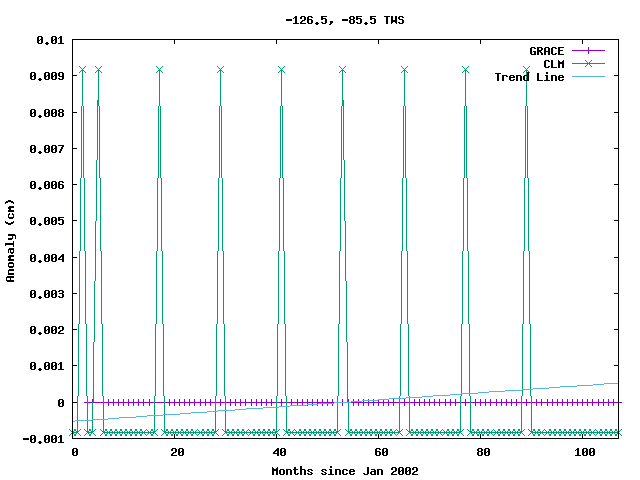 -126.5, -85.5 TWS
0.01
0.009
0.008
0.007
0.006
0.005
0.004
0.003
0.002
0.001
0
-0.001
Anomaly (cm)
GRACE
CLM
Trend Line
0 20 40 60 80 100
Months since Jan 2002